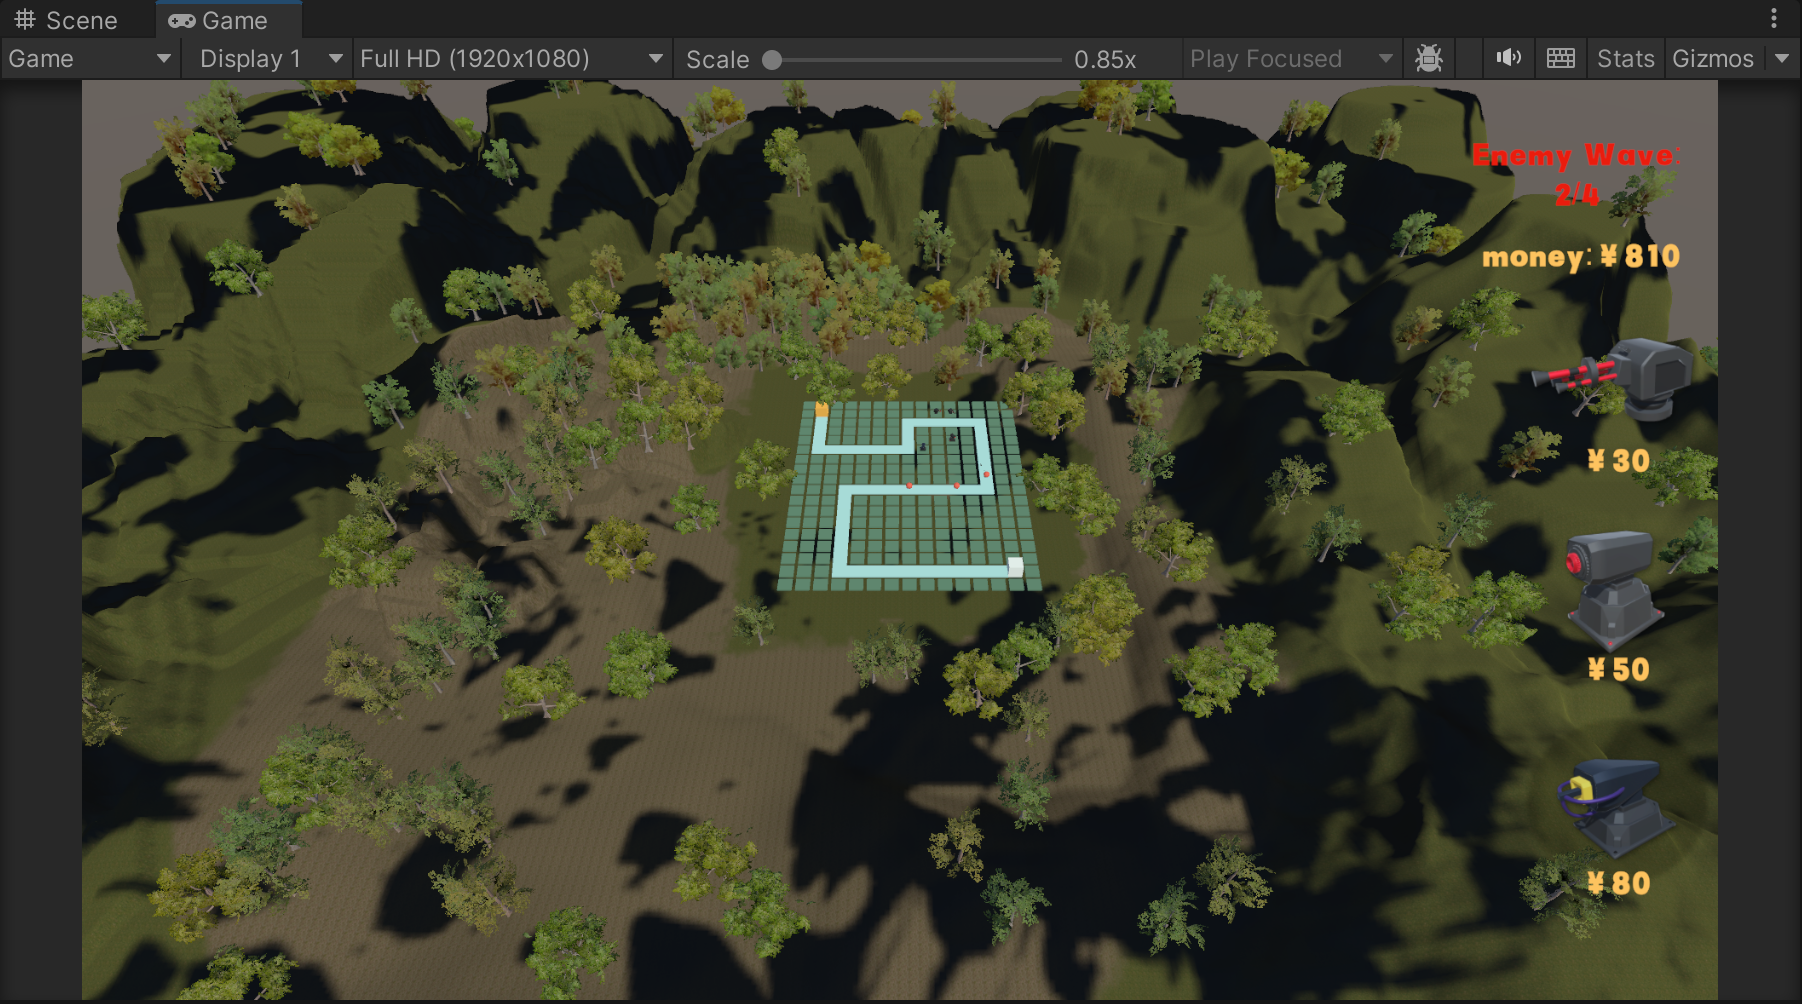 Scene
Game
Game
Display 1
Full HD (1920x1080)
Scale
0.85x
Play Focused
Stats
Gizmos
Enemy Wave:
2/4
money: ¥ 810
¥ 30
¥ 50
¥ 80